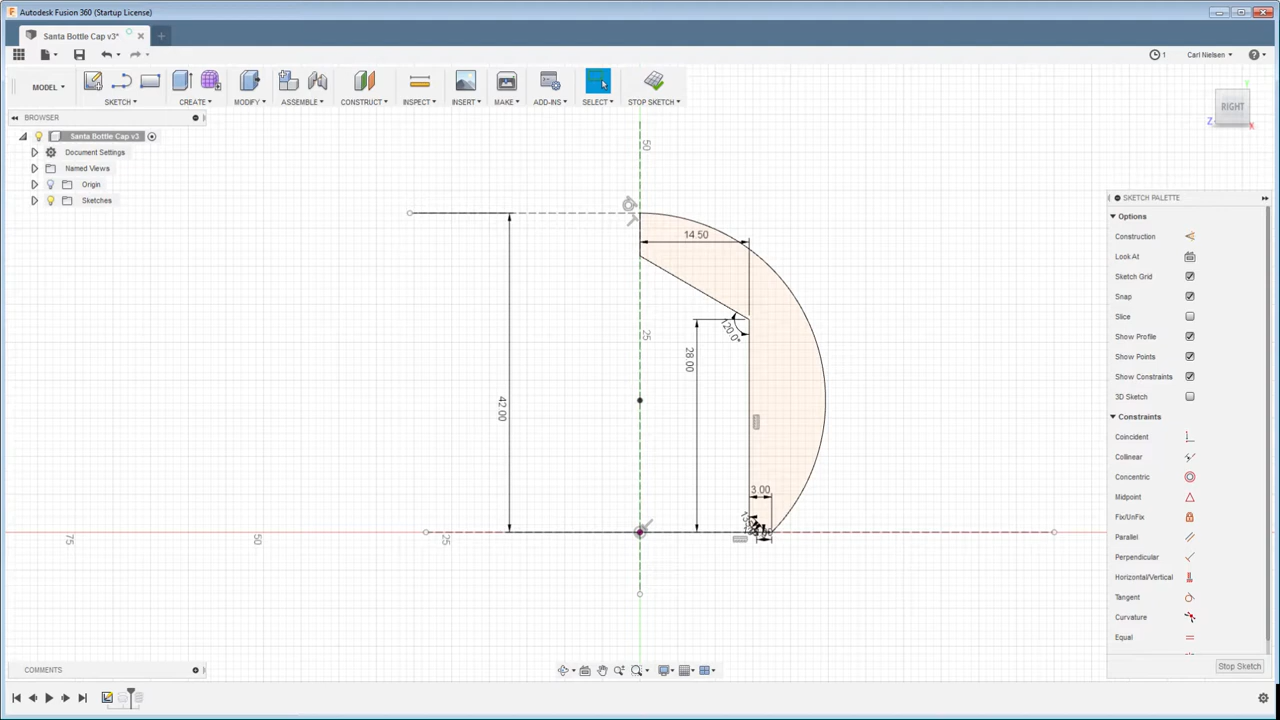 Autodesk Fusion 360 (Startup License)
Santa Bottle Cap v3*
1 Carl Nielsen
MODEL SKETCH CREATE MODIFY ASSEMBLE CONSTRUCT INSPECT INSERT MAKE ADD-INS SELECT STOP SKETCH
BROWSER
Santa Bottle Cap v3
Document Settings
Named Views
Origin
Sketches
RIGHT
Y
Z
X
50
14.50
120.0°
25
28.00
42.00
3.00
75
50
25
SKETCH PALETTE
Options
Construction
Look At
Sketch Grid
Snap
Slice
Show Profile
Show Points
Show Constraints
3D Sketch
Constraints
Coincident
Collinear
Concentric
Midpoint
Fix/UnFix
Parallel
Perpendicular
Horizontal/Vertical
Tangent
Curvature
Equal
Stop Sketch
COMMENTS